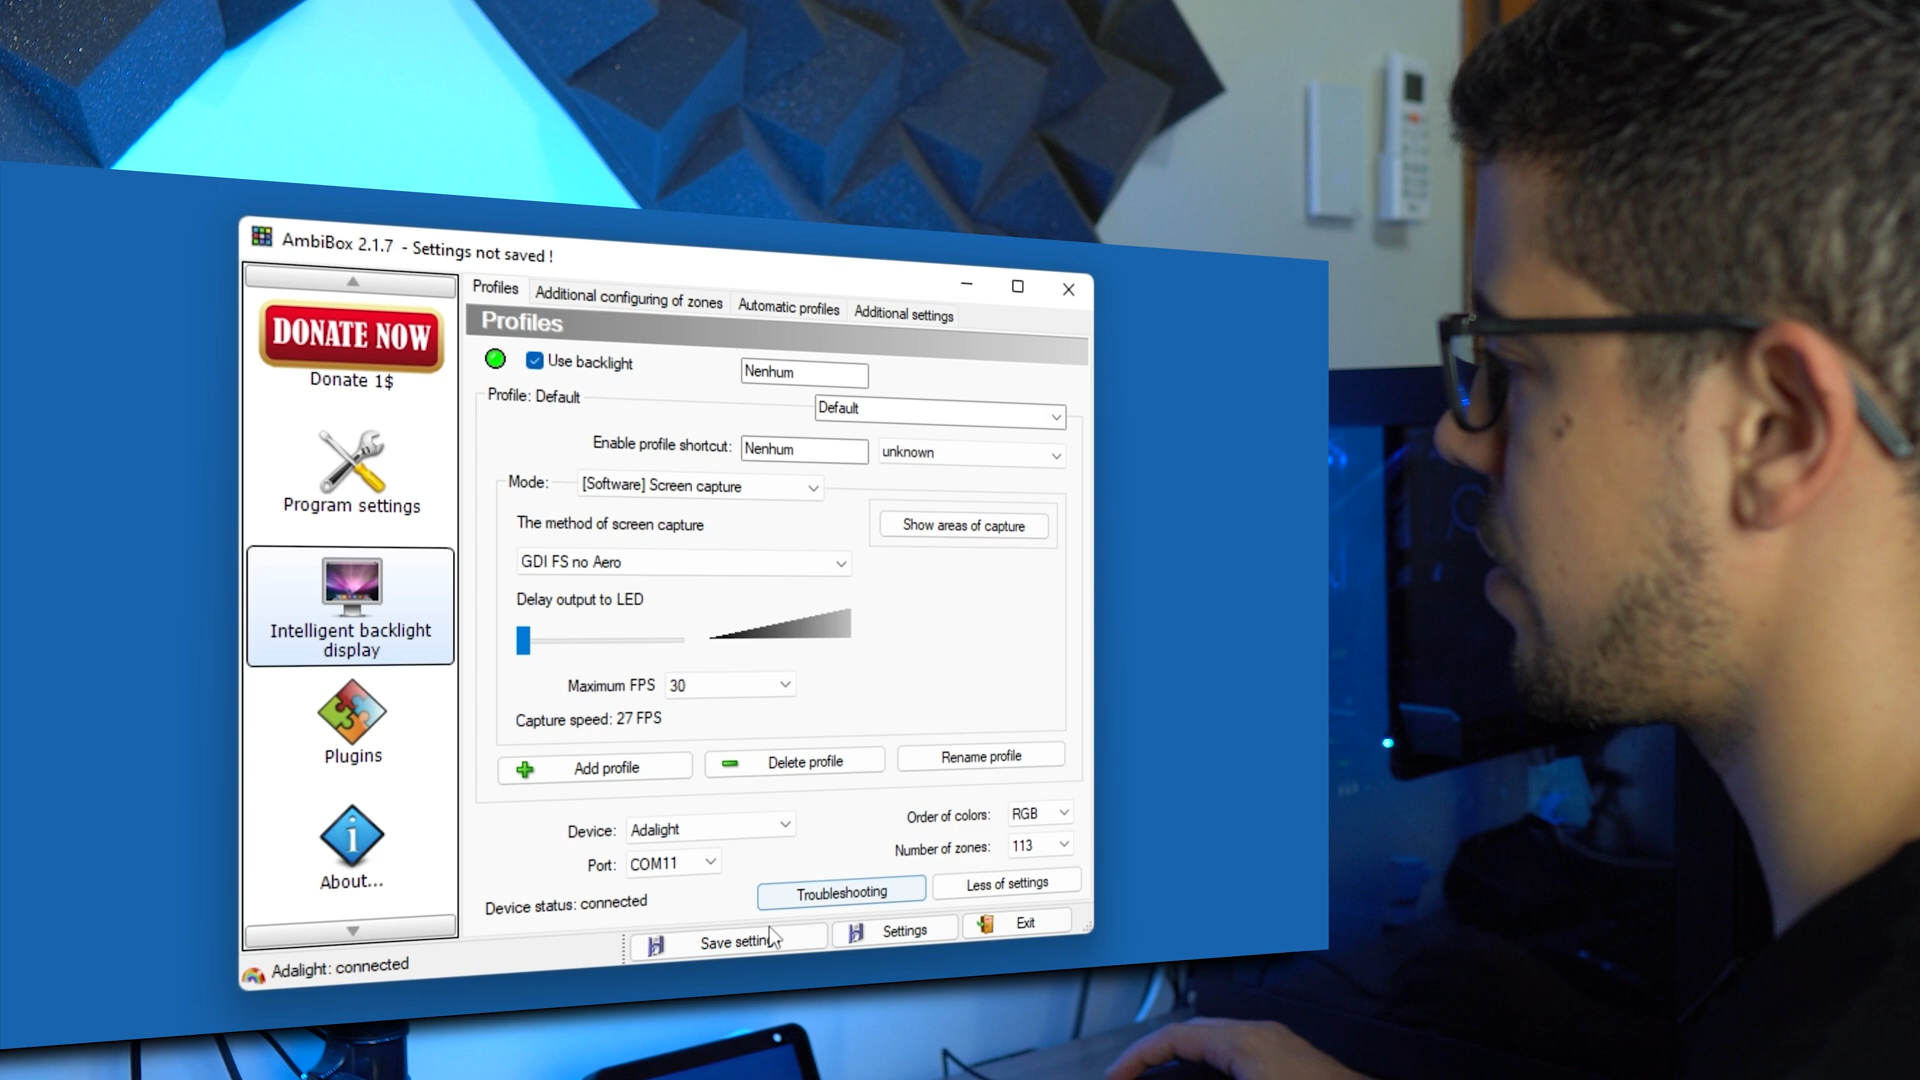 AmbiBox 2.1.7 - Settings not saved !
DONATE NOW
Donate 1$
Program settings
Intelligent backlight
display
Plugins
About...
Profiles
Additional configuring of zones
Automatic profiles
Additional settings
Profiles
Use backlight
Nenhum
Profile: Default
Default
Enable profile shortcut:
Nenhum
unknown
Mode:
[Software] Screen capture
The method of screen capture
Show areas of capture
GDI FS no Aero
Delay output to LED
Maximum FPS
30
Capture speed: 27 FPS
Add profile
Delete profile
Rename profile
Device:
Adalight
Order of colors:
RGB
Port:
COM11
Number of zones:
113
Device status: connected
Troubleshooting
Less of settings
Save settin
Settings
Exit
Adalight: connected